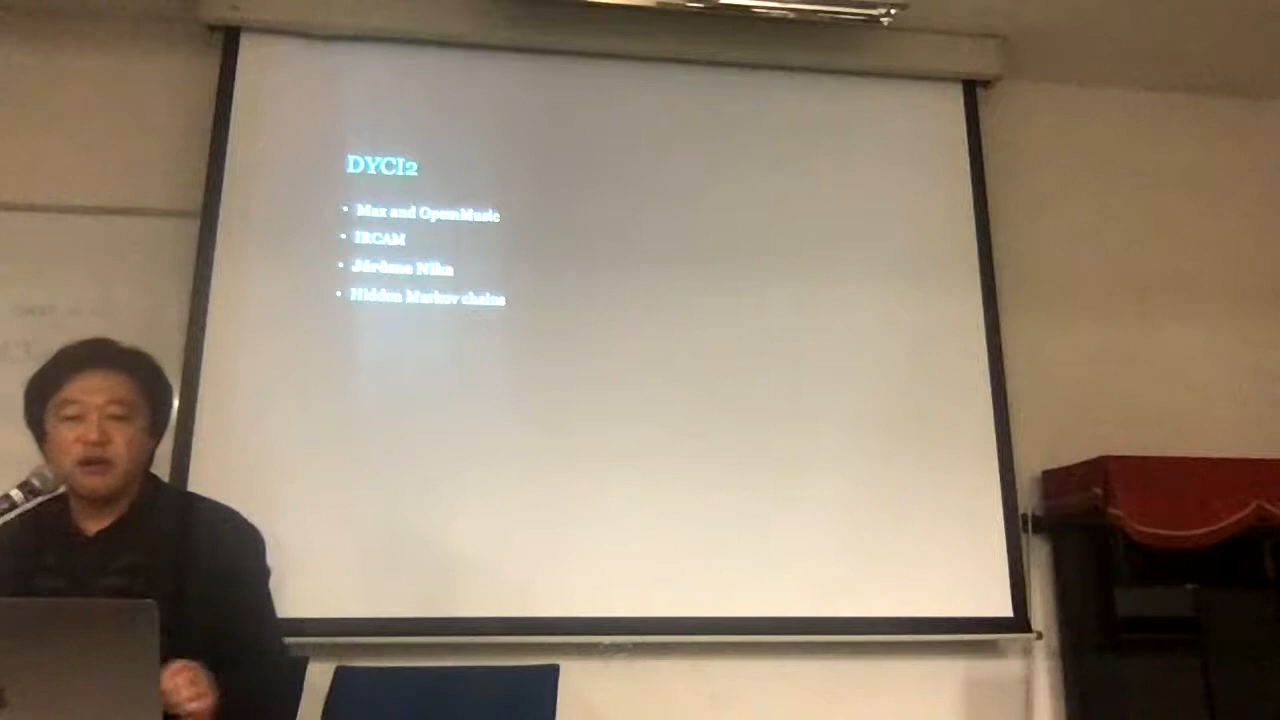 DYCI2
• Max and OpenMusic
• IRCAM
• Jérôme Nika
• Hidden Markov chains